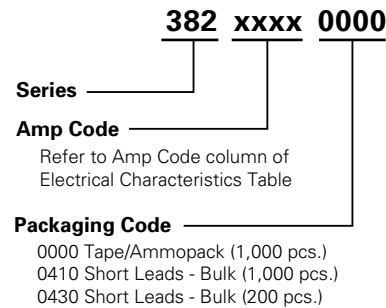 382 xxxx 0000
Series
Amp Code
Refer to Amp Code column of
Electrical Characteristics Table
Packaging Code
0000 Tape/Ammopack (1,000 pcs.)
0410 Short Leads - Bulk (1,000 pcs.)
0430 Short Leads - Bulk (200 pcs.)